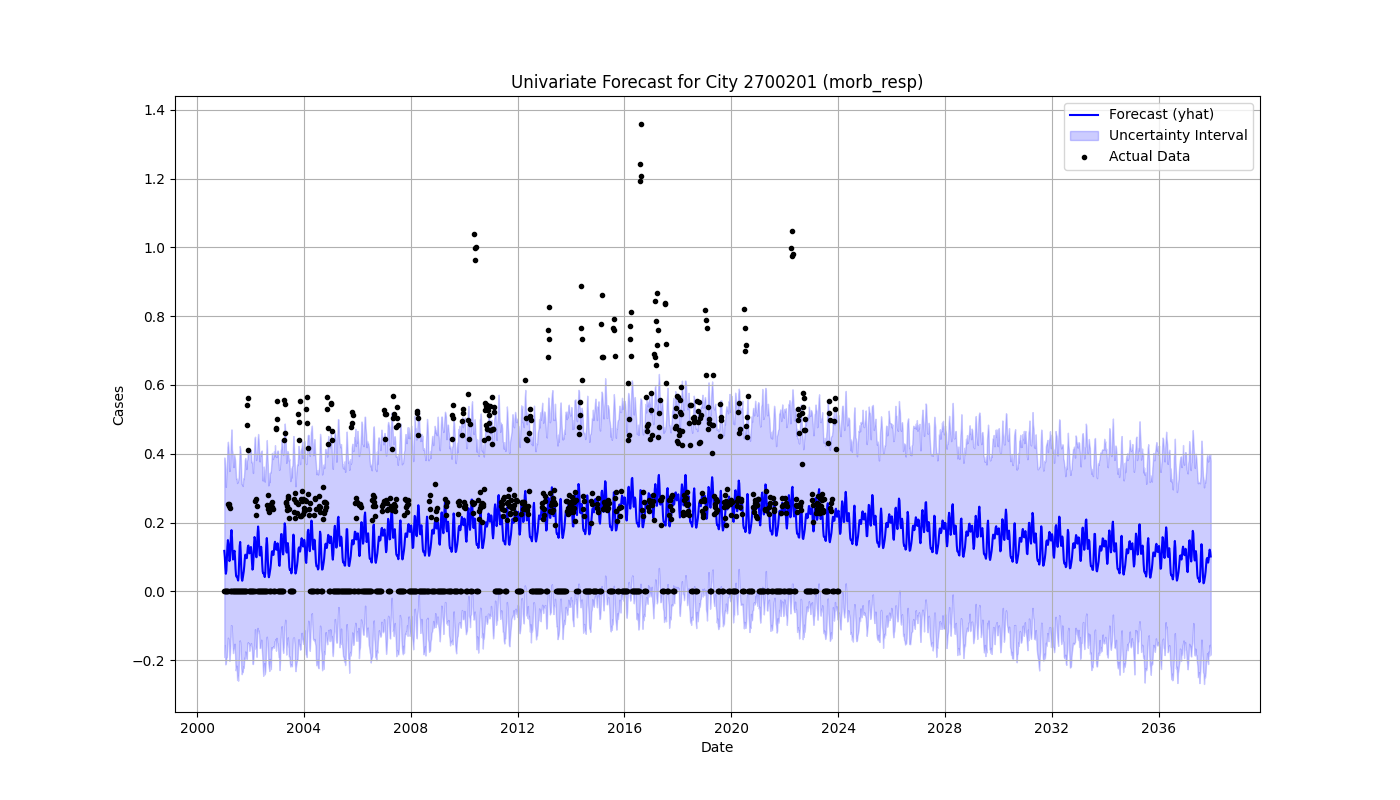 Univariate Forecast for City 2700201 (morb_resp)
Forecast (yhat)
Uncertainty Interval
Actual Data
1.4
1.2
1.0
0.8
0.6
0.4
0.2
0.0
−0.2
Cases
2000 2004 2008 2012 2016 2020 2024 2028 2032 2036
Date